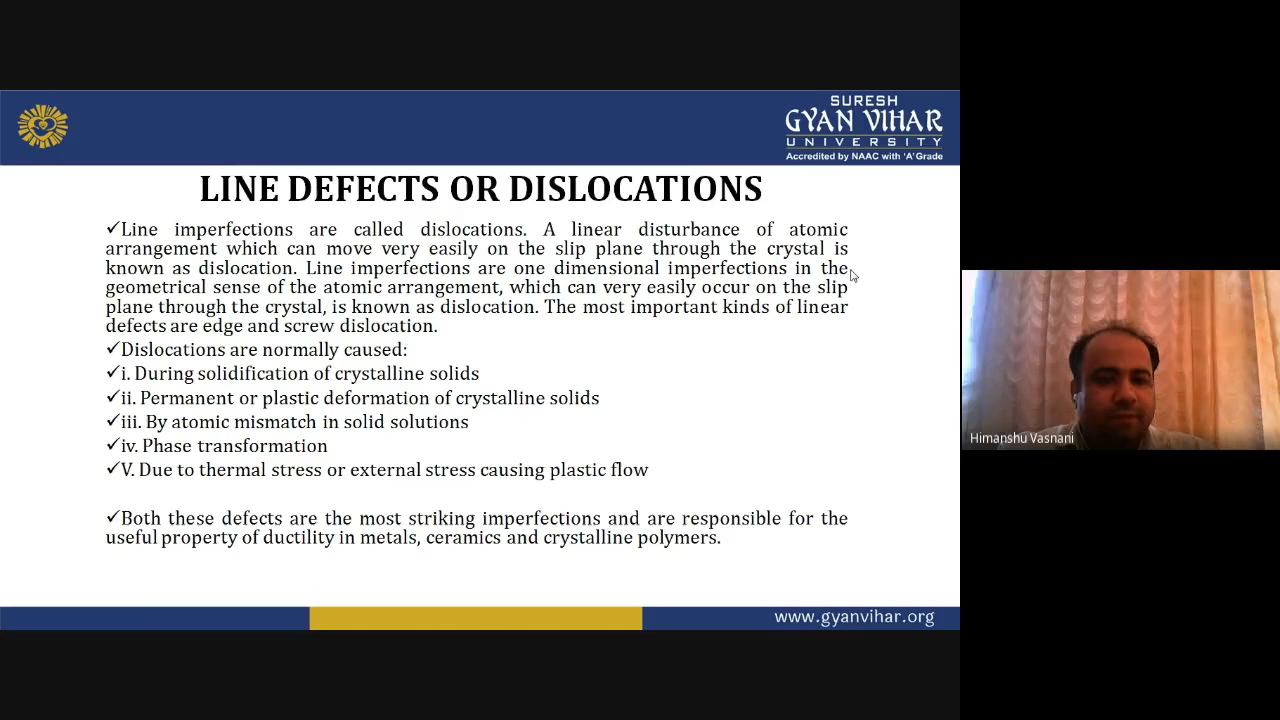 SURESH
GYAN VIHAR
UNIVERSITY
Accredited by NAAC with 'A' Grade
LINE DEFECTS OR DISLOCATIONS
✓Line imperfections are called dislocations. A linear disturbance of atomic
arrangement which can move very easily on the slip plane through the crystal is
known as dislocation. Line imperfections are one dimensional imperfections in the
geometrical sense of the atomic arrangement, which can very easily occur on the slip
plane through the crystal, is known as dislocation. The most important kinds of linear
defects are edge and screw dislocation.
✓Dislocations are normally caused:
✓i. During solidification of crystalline solids
✓ii. Permanent or plastic deformation of crystalline solids
✓iii. By atomic mismatch in solid solutions
✓iv. Phase transformation
✓V. Due to thermal stress or external stress causing plastic flow
✓Both these defects are the most striking imperfections and are responsible for the
useful property of ductility in metals, ceramics and crystalline polymers.
www.gyanvihar.org
Himanshu Vasnani